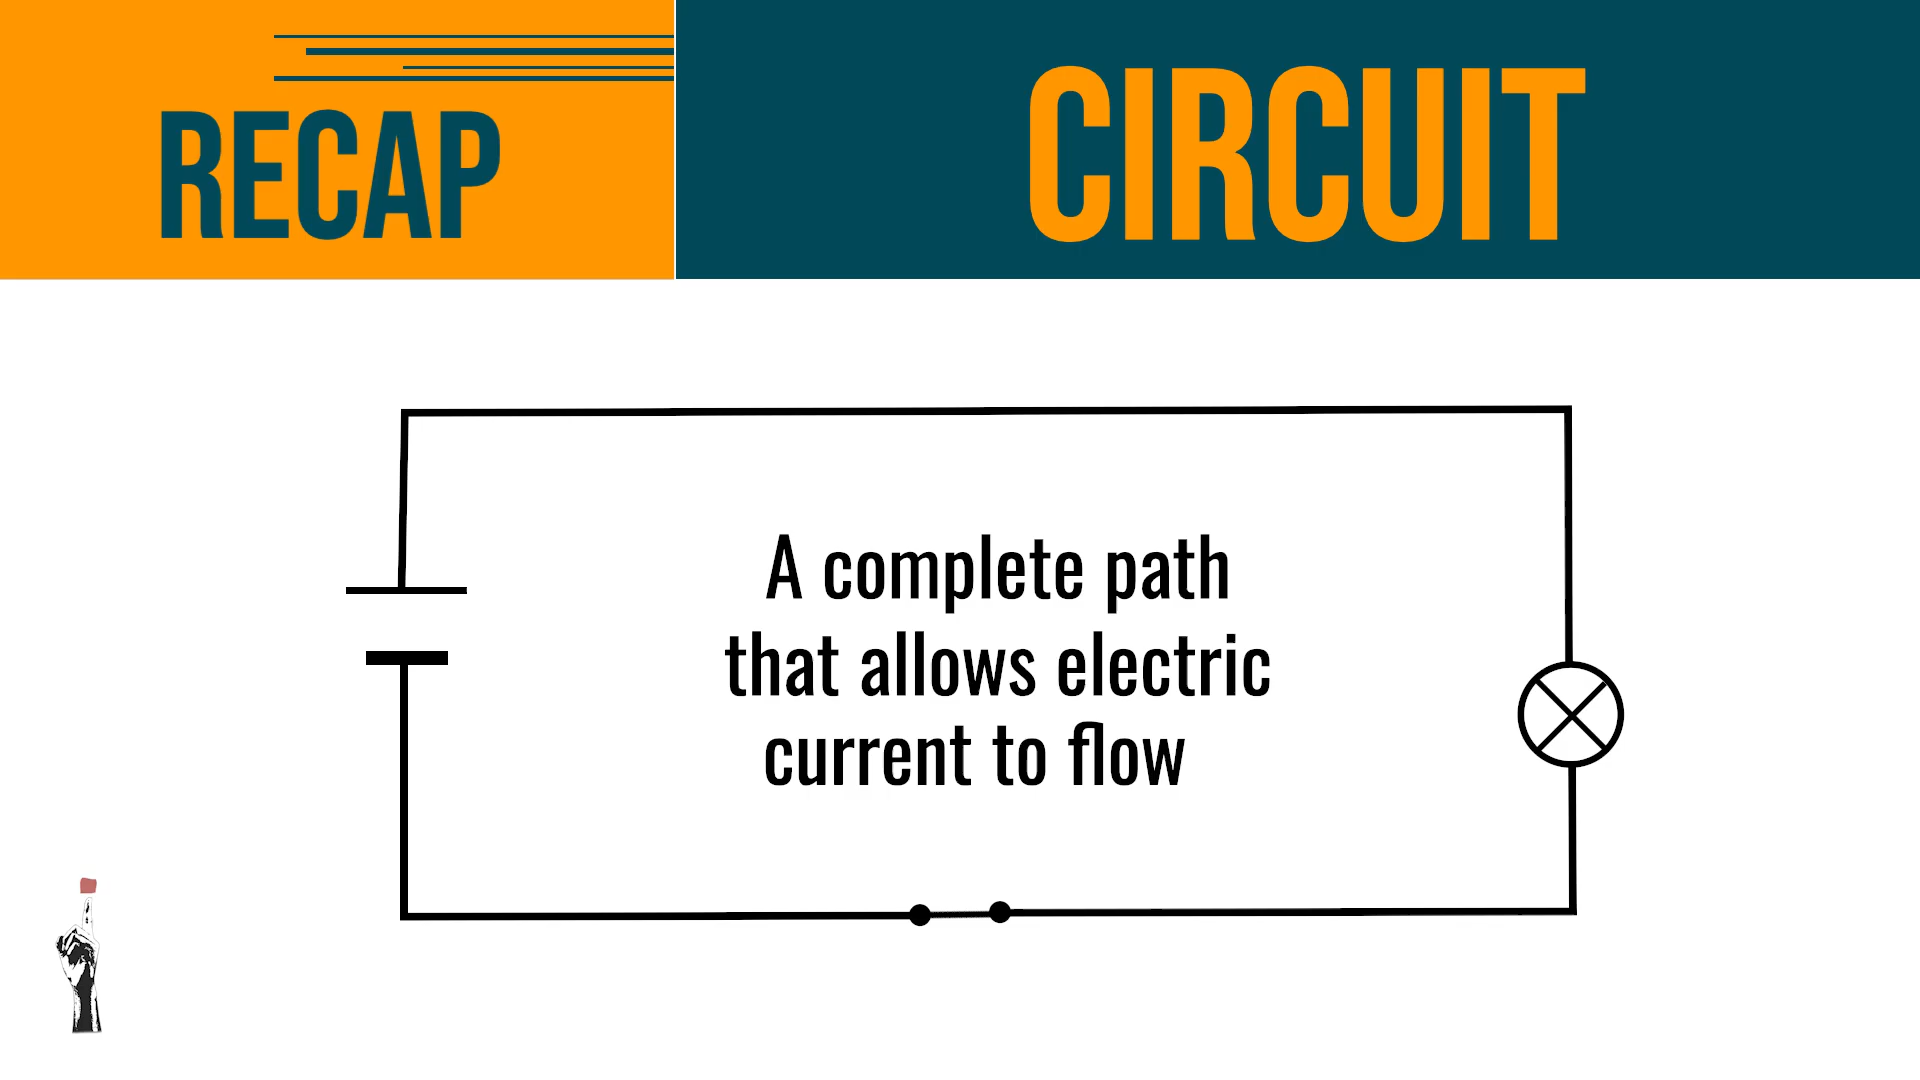 RECAP
CIRCUIT
A complete path
that allows electric
current to flow